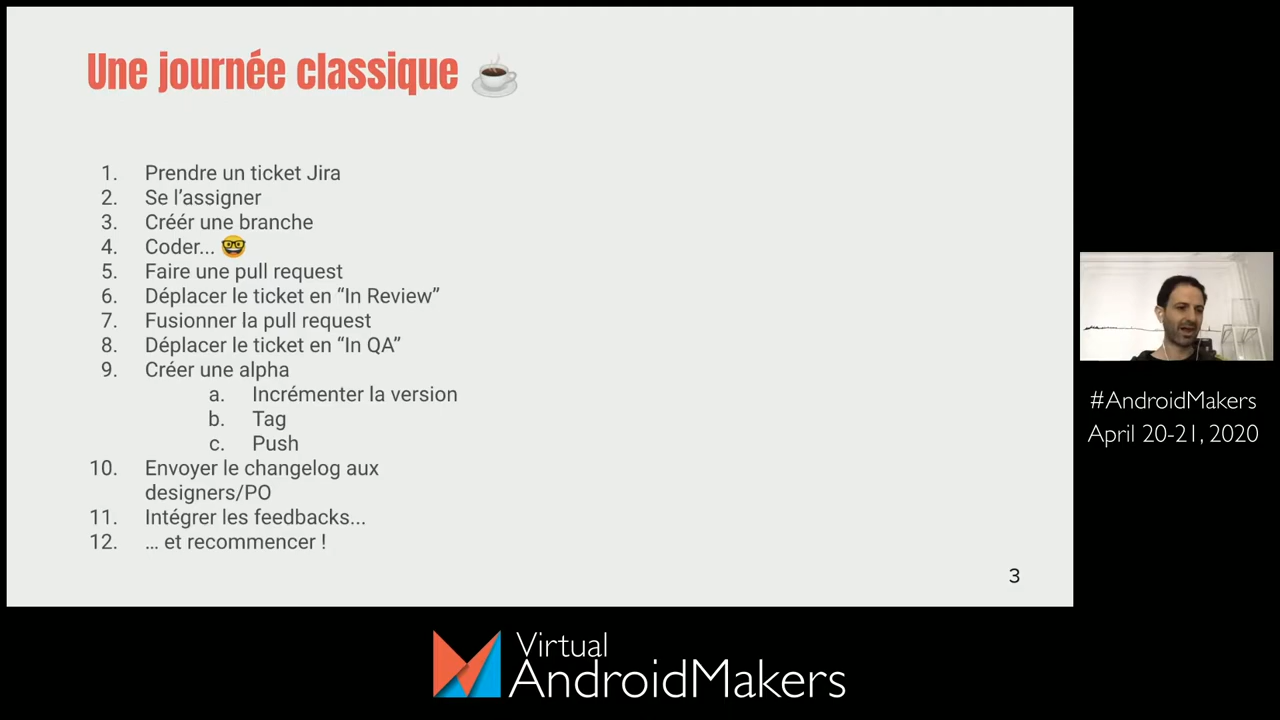 Une journée classique ☕
1. Prendre un ticket Jira
2. Se l’assigner
3. Créér une branche
4. Coder... 🤓
5. Faire une pull request
6. Déplacer le ticket en “In Review”
7. Fusionner la pull request
8. Déplacer le ticket en “In QA”
9. Créer une alpha
a. Incrémenter la version
b. Tag
c. Push
10. Envoyer le changelog aux
designers/PO
11. Intégrer les feedbacks...
12. … et recommencer !
3
#AndroidMakers
April 20-21, 2020
Virtual
AndroidMakers